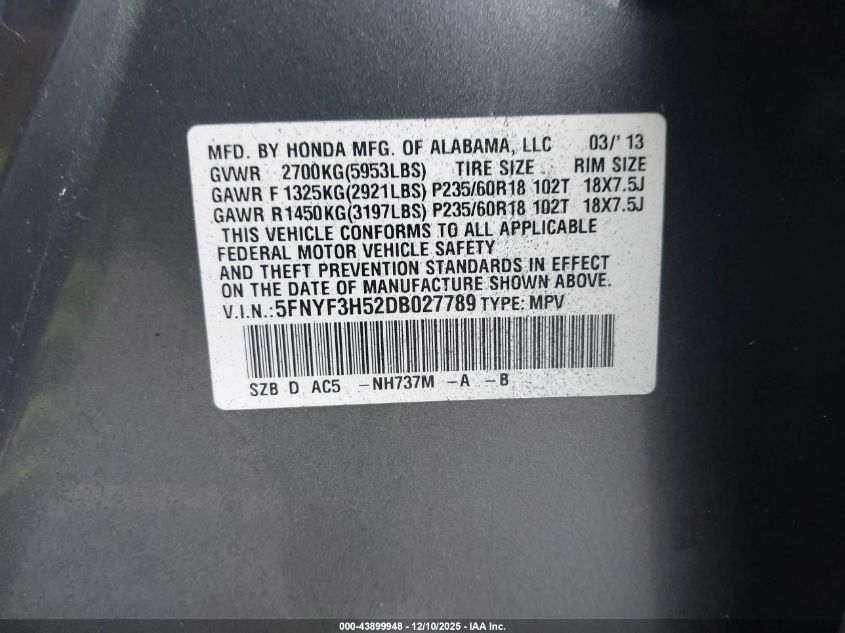 MFD. BY HONDA MFG. OF ALABAMA, LLC 03/' 13
GVWR 2700KG(5953LBS) TIRE SIZE RIM SIZE
GAWR F 1325KG(2921LBS) P235/60R18 102T 18X7.5J
GAWR R1450KG(3197LBS) P235/60R18 102T 18X7.5J
THIS VEHICLE CONFORMS TO ALL APPLICABLE
FEDERAL MOTOR VEHICLE SAFETY
AND THEFT PREVENTION STANDARDS IN EFFECT
ON THE DATE OF MANUFACTURE SHOWN ABOVE.
V.I.N.:5FNYF3H52DB027789 TYPE: MPV
SZB D AC5 -NH737M -A -B
000-43899948 - 12/10/2025 - IAA Inc.